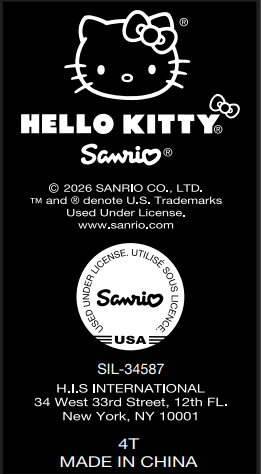 ®
HELLO KITTY®
Sanrio®
© 2026 SANRIO CO., LTD.
TM and ® denote U.S. Trademarks
Used Under License.
www.sanrio.com
USED UNDER LICENSE. UTILISÉ SOUS LICENCE.
Sanrio
USA
SIL-34587
H.I.S INTERNATIONAL
34 West 33rd Street, 12th FL.
New York, NY 10001
4T
MADE IN CHINA